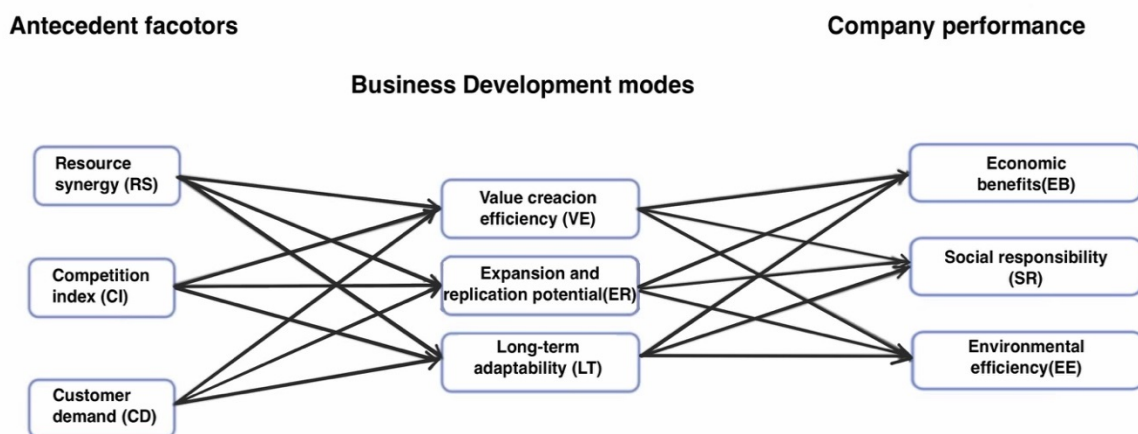 Antecedent facotors
Company performance
Business Development modes
Resource
synergy (RS)
Competition
index (CI)
Customer
demand (CD)
Value creacion
efficiency (VE)
Expansion and
replication potential(ER)
Long-term
adaptability (LT)
Economic
benefits(EB)
Social responsibility
(SR)
Environmental
efficiency(EE)